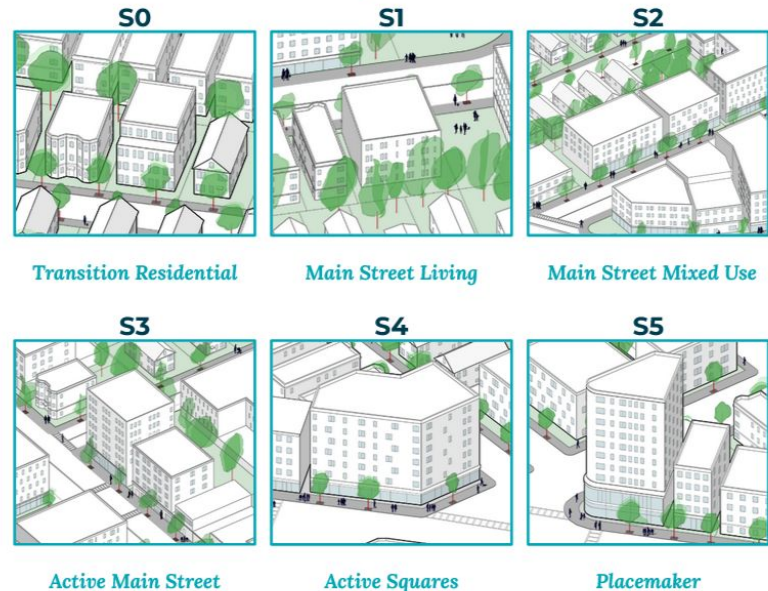 S0
S1
S2
Transition Residential
Main Street Living
Main Street Mixed Use
S3
S4
S5
Active Main Street
Active Squares
Placemaker